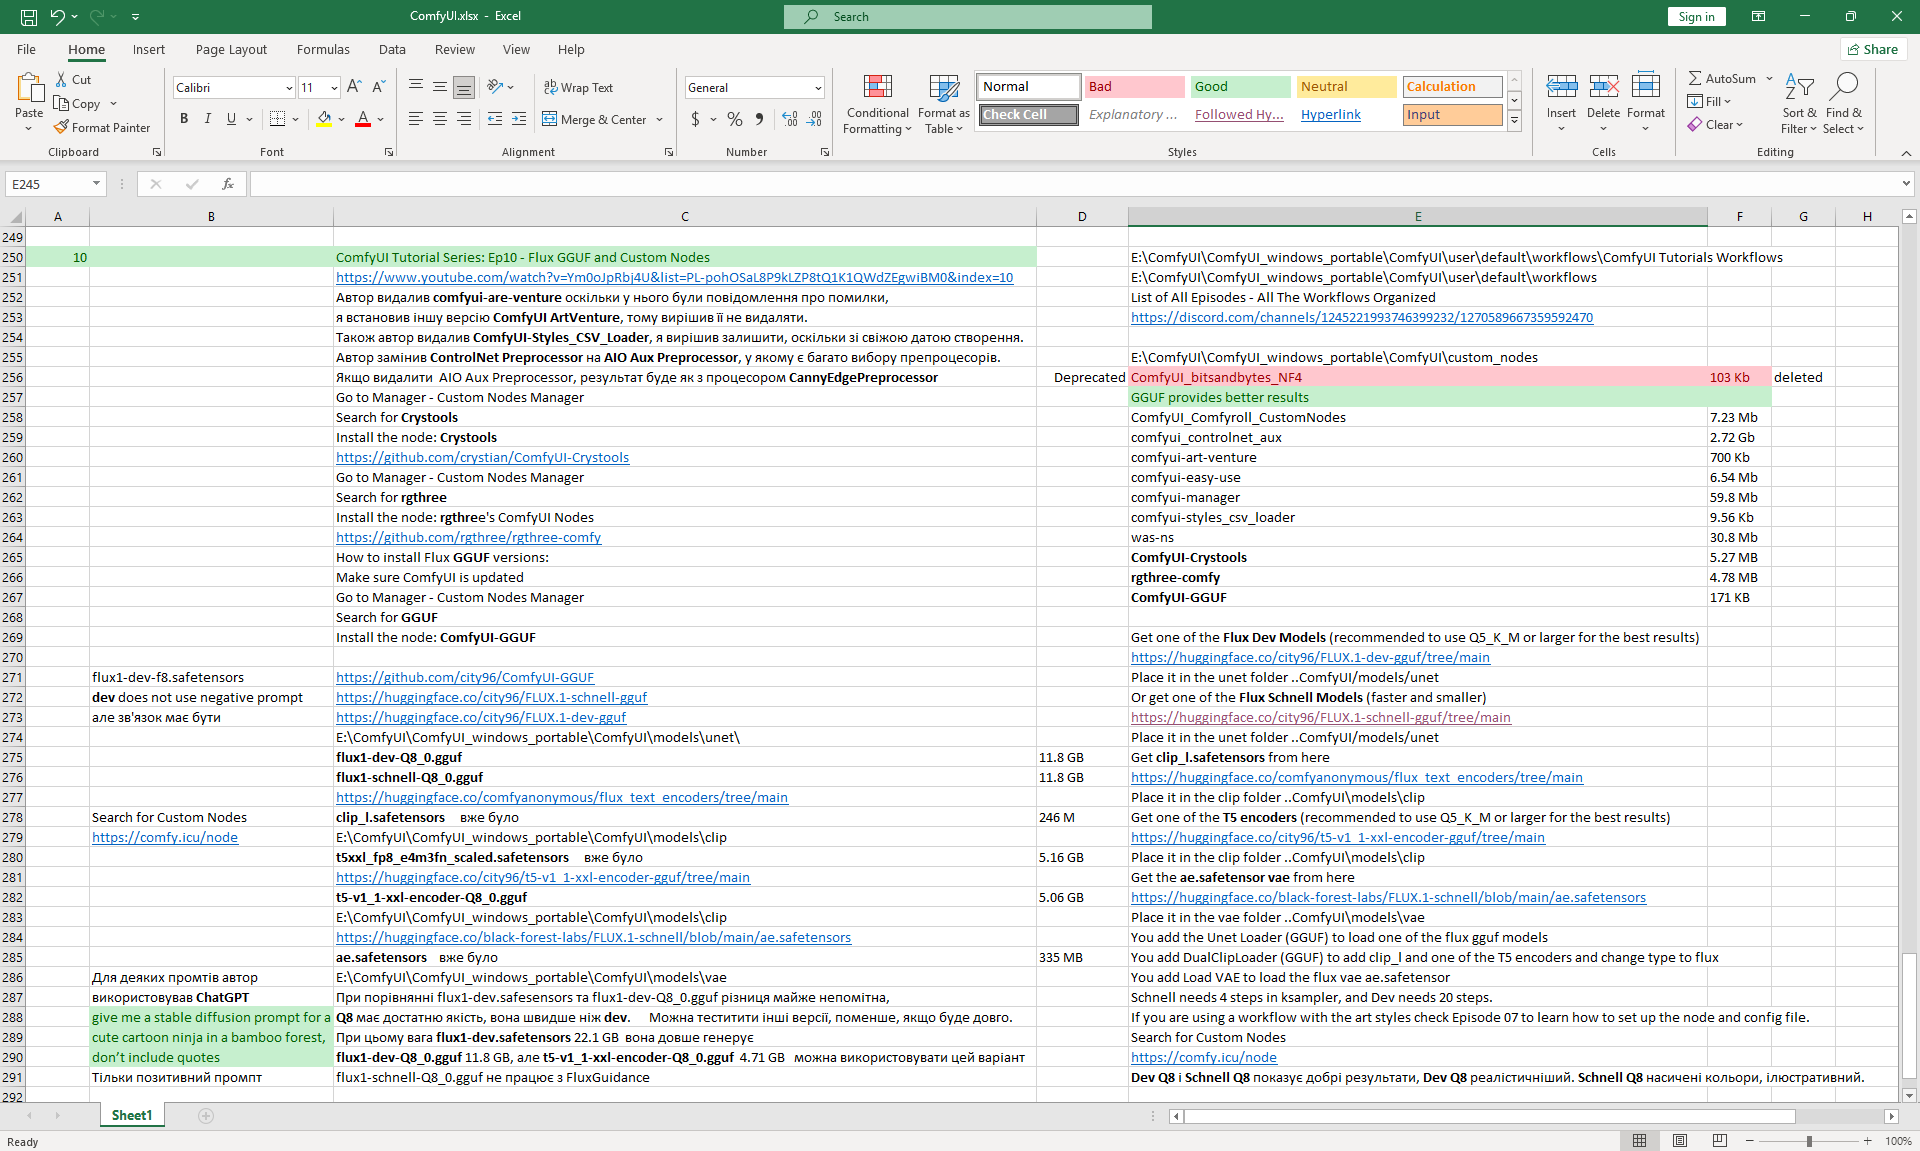 ComfyUI.xlsx - Excel
Search
Sign in
File Home Insert Page Layout Formulas Data Review View Help
Share
Paste
Cut
Copy
Format Painter
Clipboard
Calibri 11
B I U
Font
Wrap Text
Merge & Center
Alignment
General
$ %
Number
Conditional Formatting
Format as Table
Normal Bad Good Neutral Calculation
Check Cell Explanatory ... Followed Hy... Hyperlink Input
Styles
Insert Delete Format
Cells
AutoSum
Fill
Clear
Sort & Filter
Find & Select
Editing
E245
fx
A B C D E F G H
249
250 10 ComfyUI Tutorial Series: Ep10 - Flux GGUF and Custom Nodes E:\ComfyUI\ComfyUI_windows_portable\ComfyUI\user\default\workflows\ComfyUI Tutorials Workflows
251 https://www.youtube.com/watch?v=Ym0oJpRbj4U&list=PL-pohOSaL8P9kLZP8tQ1K1QWdZEgwiBM0&index=10 E:\ComfyUI\ComfyUI_windows_portable\ComfyUI\user\default\workflows
252 Автор видалив comfyui-are-venture оскільки у нього були повідомлення про помилки, List of All Episodes - All The Workflows Organized
253 я встановив іншу версію ComfyUI ArtVenture, тому вирішив її не видаляти. https://discord.com/channels/1245221993746399232/1270589667359592470
254 Також автор видалив ComfyUI-Styles_CSV_Loader, я вирішив залишити, оскільки зі свіжою датою створення.
255 Автор замінив ControlNet Preprocessor на AIO Aux Preprocessor, у якому є багато вибору препроцесорів. E:\ComfyUI\ComfyUI_windows_portable\ComfyUI\custom_nodes
256 Якщо видалити AIO Aux Preprocessor, результат буде як з процесором CannyEdgePreprocessor Deprecated ComfyUI_bitsandbytes_NF4 103 Kb deleted
257 Go to Manager - Custom Nodes Manager GGUF provides better results
258 Search for Crystools ComfyUI_Comfyroll_CustomNodes 7.23 Mb
259 Install the node: Crystools comfyui_controlnet_aux 2.72 Gb
260 https://github.com/crystian/ComfyUI-Crystools comfyui-art-venture 700 Kb
261 Go to Manager - Custom Nodes Manager comfyui-easy-use 6.54 Mb
262 Search for rgthree comfyui-manager 59.8 Mb
263 Install the node: rgthree's ComfyUI Nodes comfyui-styles_csv_loader 9.56 Kb
264 https://github.com/rgthree/rgthree-comfy was-ns 30.8 Mb
265 How to install Flux GGUF versions: ComfyUI-Crystools 5.27 MB
266 Make sure ComfyUI is updated rgthree-comfy 4.78 MB
267 Go to Manager - Custom Nodes Manager ComfyUI-GGUF 171 KB
268 Search for GGUF
269 Install the node: ComfyUI-GGUF Get one of the Flux Dev Models (recommended to use Q5_K_M or larger for the best results)
270 https://huggingface.co/city96/FLUX.1-dev-gguf/tree/main
271 flux1-dev-f8.safetensors https://github.com/city96/ComfyUI-GGUF Place it in the unet folder ..ComfyUI/models/unet
272 dev does not use negative prompt https://huggingface.co/city96/FLUX.1-schnell-gguf Or get one of the Flux Schnell Models (faster and smaller)
273 але зв'язок має бути https://huggingface.co/city96/FLUX.1-dev-gguf https://huggingface.co/city96/FLUX.1-schnell-gguf/tree/main
274 E:\ComfyUI\ComfyUI_windows_portable\ComfyUI\models\unet\ Place it in the unet folder ..ComfyUI/models/unet
275 flux1-dev-Q8_0.gguf 11.8 GB Get clip_l.safetensors from here
276 flux1-schnell-Q8_0.gguf 11.8 GB https://huggingface.co/comfyanonymous/flux_text_encoders/tree/main
277 https://huggingface.co/comfyanonymous/flux_text_encoders/tree/main Place it in the clip folder ..ComfyUI\models\clip
278 Search for Custom Nodes clip_l.safetensors вже було 246 M Get one of the T5 encoders (recommended to use Q5_K_M or larger for the best results)
279 https://comfy.icu/node E:\ComfyUI\ComfyUI_windows_portable\ComfyUI\models\clip https://huggingface.co/city96/t5-v1_1-xxl-encoder-gguf/tree/main
280 t5xxl_fp8_e4m3fn_scaled.safetensors вже було 5.16 GB Place it in the clip folder ..ComfyUI\models\clip
281 https://huggingface.co/city96/t5-v1_1-xxl-encoder-gguf/tree/main Get the ae.safetensor vae from here
282 t5-v1_1-xxl-encoder-Q8_0.gguf 5.06 GB https://huggingface.co/black-forest-labs/FLUX.1-schnell/blob/main/ae.safetensors
283 E:\ComfyUI\ComfyUI_windows_portable\ComfyUI\models\clip Place it in the vae folder ..ComfyUI\models\vae
284 https://huggingface.co/black-forest-labs/FLUX.1-schnell/blob/main/ae.safetensors You add the Unet Loader (GGUF) to load one of the flux gguf models
285 ae.safetensors вже було 335 MB You add DualClipLoader (GGUF) to add clip_l and one of the T5 encoders and change type to flux
286 Для деяких промтів автор E:\ComfyUI\ComfyUI_windows_portable\ComfyUI\models\vae You add Load VAE to load the flux vae ae.safetensor
287 використовував ChatGPT При порівнянні flux1-dev.safesensors та flux1-dev-Q8_0.gguf різниця майже непомітна, Schnell needs 4 steps in ksampler, and Dev needs 20 steps.
288 give me a stable diffusion prompt for a Q8 має достатню якість, вона швидше ніж dev. Можна теститити інші версії, поменше, якщо буде довго. If you are using a workflow with the art styles check Episode 07 to learn how to set up the node and config file.
289 cute cartoon ninja in a bamboo forest, При цьому вага flux1-dev.safetensors 22.1 GB вона довше генерує Search for Custom Nodes
290 don’t include quotes flux1-dev-Q8_0.gguf 11.8 GB, але t5-v1_1-xxl-encoder-Q8_0.gguf 4.71 GB можна використовувати цей варіант https://comfy.icu/node
291 Тільки позитивний промпт flux1-schnell-Q8_0.gguf не працює з FluxGuidance Dev Q8 і Schnell Q8 показує добрі результати, Dev Q8 реалістичніший. Schnell Q8 насичені кольори, ілюстративний.
292
Sheet1
Ready
100%